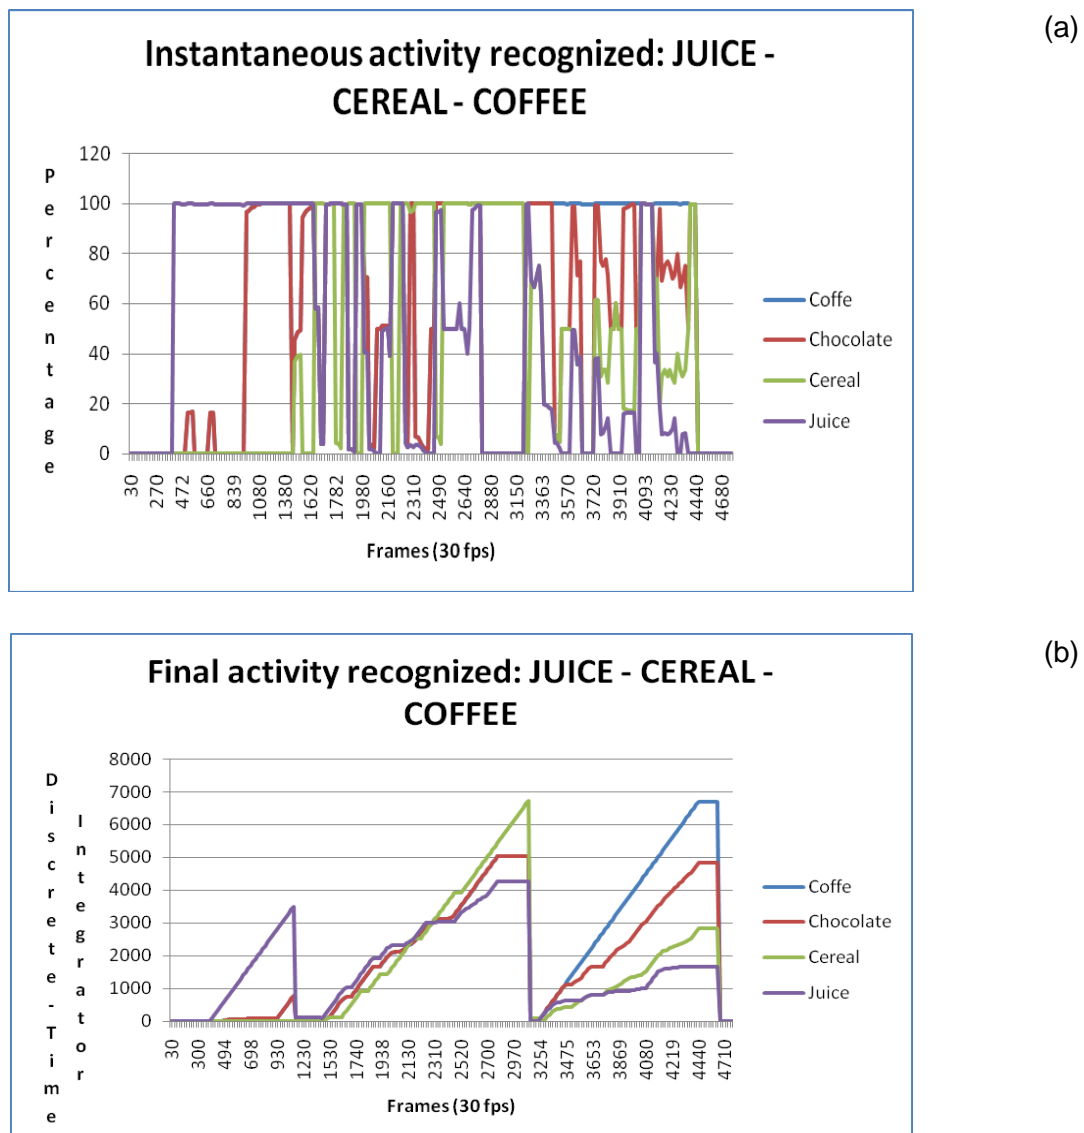 (a)
Instantaneous activity recognized: JUICE -
CEREAL - COFFEE
Percentage
120
100
80
60
40
20
0
30 270 472 660 839 1080 1380 1620 1782 1980 2160 2310 2490 2640 2880 3150 3363 3570 3720 3910 4093 4230 4440 4680
Frames (30 fps)
Coffe
Chocolate
Cereal
Juice
(b)
Final activity recognized: JUICE - CEREAL -
COFFEE
Discrete-Time
Integrator
8000
7000
6000
5000
4000
3000
2000
1000
0
30 300 494 698 930 1230 1530 1740 1938 2130 2310 2520 2700 2970 3254 3475 3653 3869 4080 4219 4440 4710
Frames (30 fps)
Coffe
Chocolate
Cereal
Juice